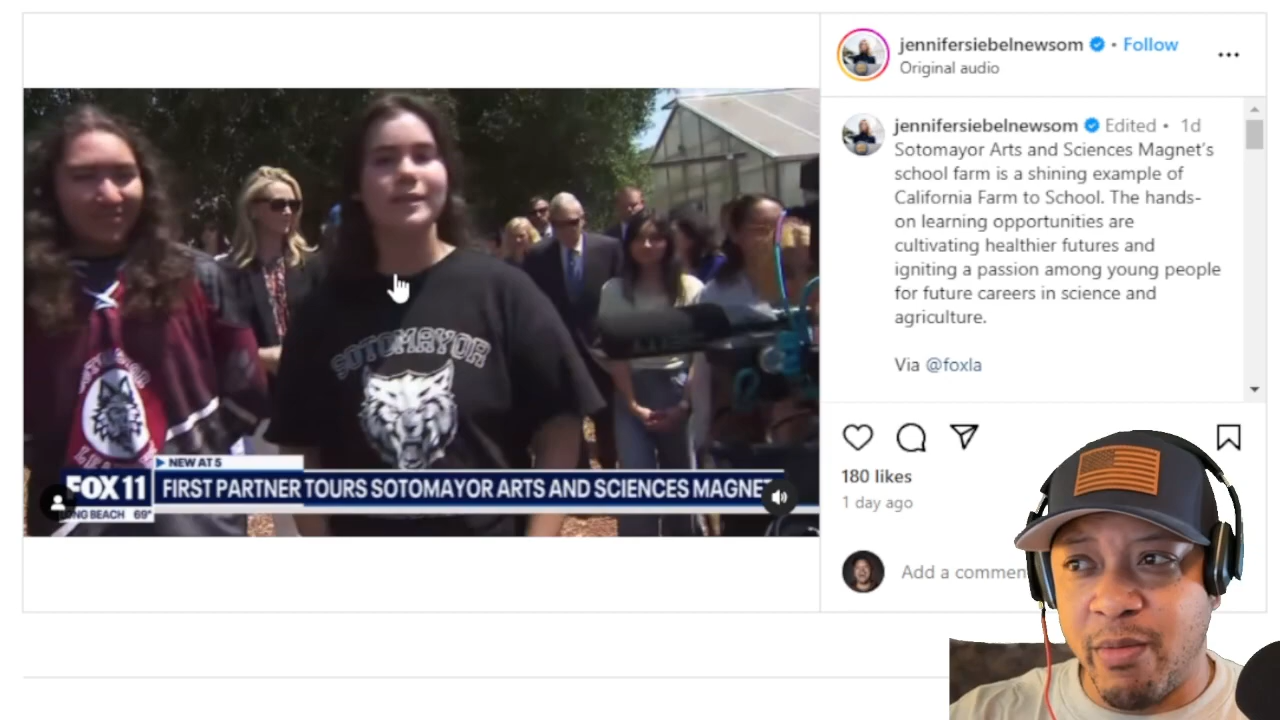 jennifersiebelnewsom • Follow
Original audio
jennifersiebelnewsom Edited • 1d
Sotomayor Arts and Sciences Magnet’s
school farm is a shining example of
California Farm to School. The hands-
on learning opportunities are
cultivating healthier futures and
igniting a passion among young people
for future careers in science and
agriculture.
Via @foxla
180 likes
1 day ago
Add a commen
SOTOMAYOR
NEW AT 5
FOX 11
FIRST PARTNER TOURS SOTOMAYOR ARTS AND SCIENCES MAGNET
LONG BEACH 69°